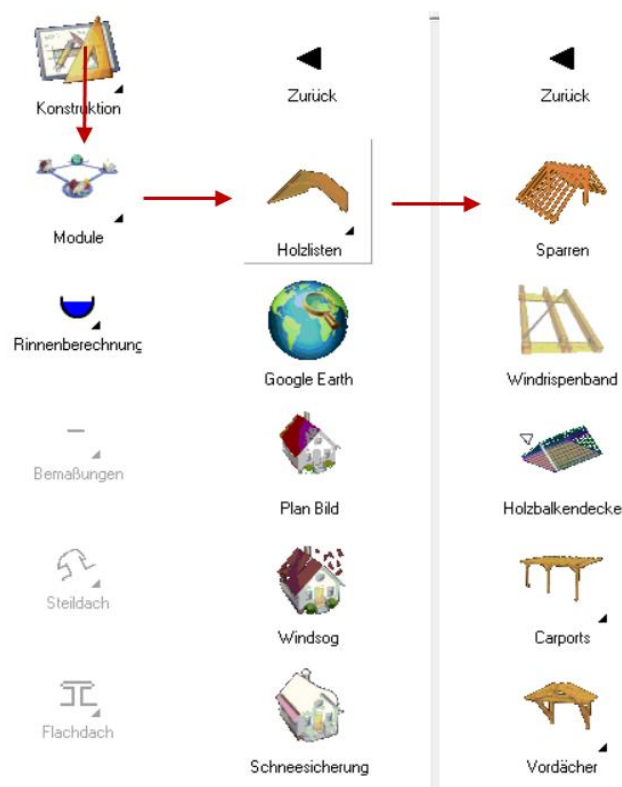 Konstruktion
Module
Rinnenberechnung
Bemaßungen
Steildach
Flachdach
Zurück
Holzlisten
Google Earth
Plan Bild
Windsog
Schneesicherung
Zurück
Sparren
Windrispenband
Holzbalkendecke
Carports
Vordächer